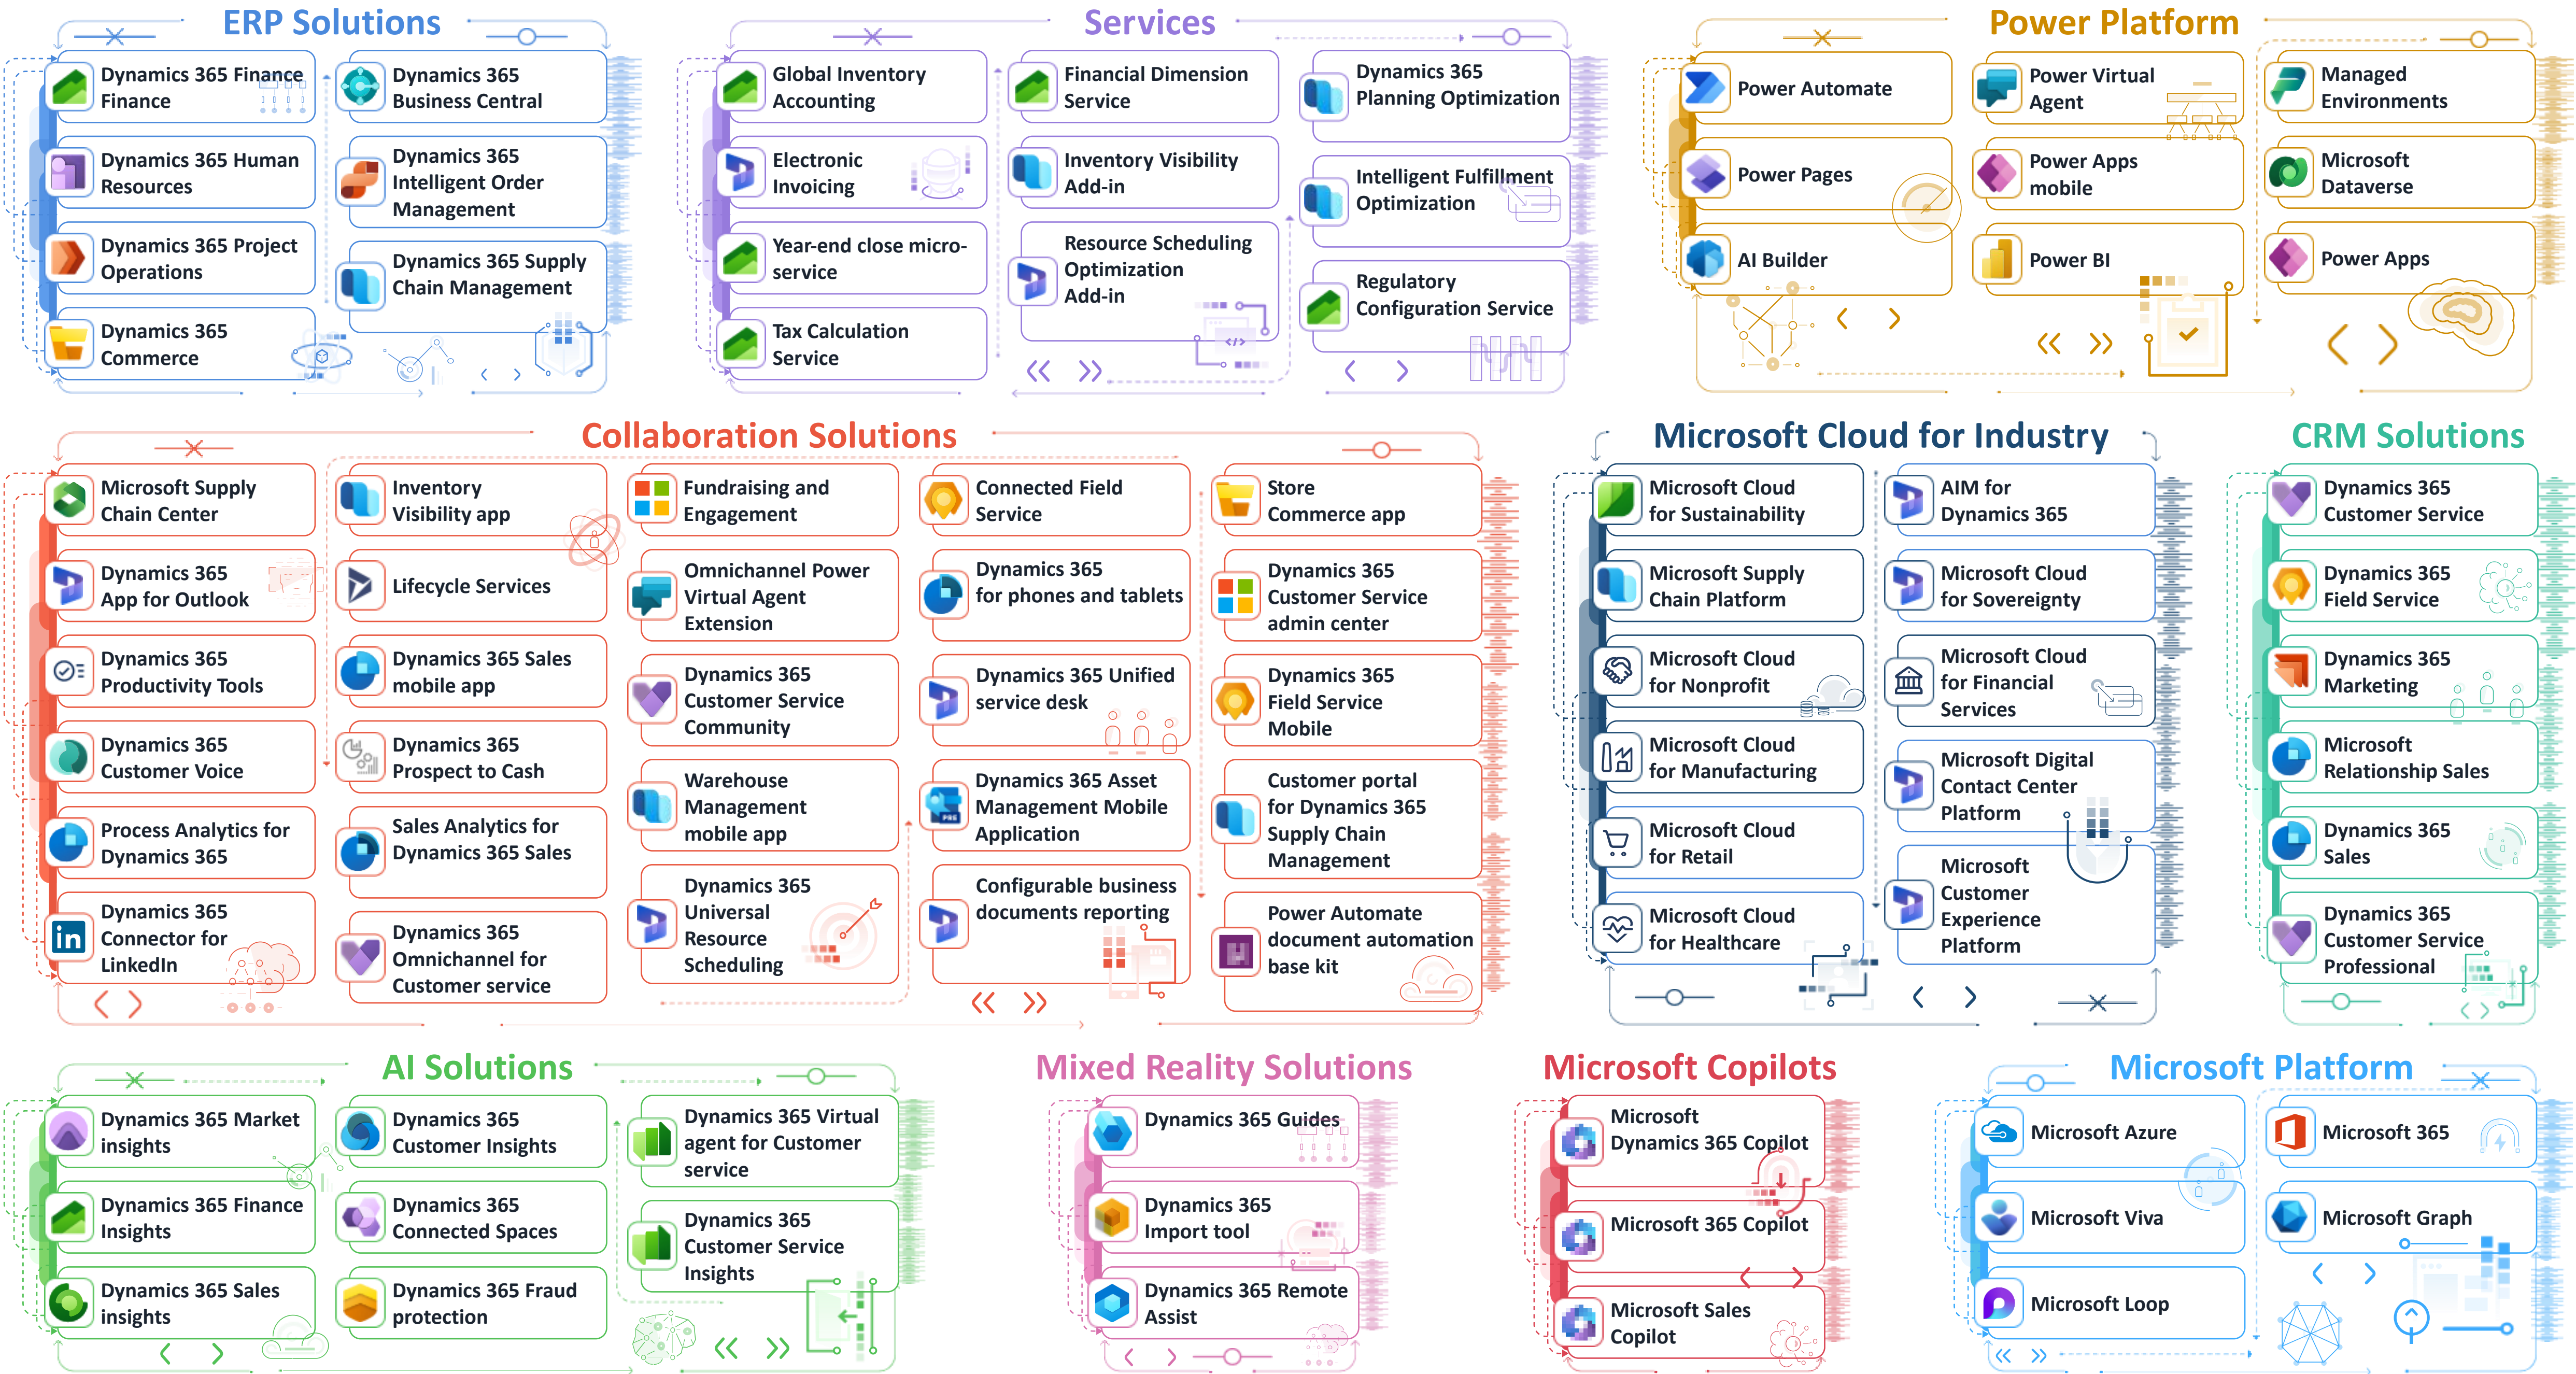 ERP Solutions
Dynamics 365 Finance
Finance
Dynamics 365 Human
Resources
Dynamics 365 Project
Operations
Dynamics 365
Commerce
Dynamics 365
Business Central
Dynamics 365
Intelligent Order
Management
Dynamics 365 Supply
Chain Management
Services
Global Inventory
Accounting
Electronic
Invoicing
Year-end close micro-
service
Tax Calculation
Service
Financial Dimension
Service
Inventory Visibility
Add-in
Resource Scheduling
Optimization
Add-in
Dynamics 365
Planning Optimization
Intelligent Fulfillment
Optimization
Regulatory
Configuration Service
Power Platform
Power Automate
Power Pages
AI Builder
Power Virtual
Agent
Power Apps
mobile
Power BI
Managed
Environments
Microsoft
Dataverse
Power Apps
Collaboration Solutions
Microsoft Supply
Chain Center
Dynamics 365
App for Outlook
Dynamics 365
Productivity Tools
Dynamics 365
Customer Voice
Process Analytics for
Dynamics 365
in
Dynamics 365
Connector for
LinkedIn
Inventory
Visibility app
Lifecycle Services
Dynamics 365 Sales
mobile app
Dynamics 365
Prospect to Cash
Sales Analytics for
Dynamics 365 Sales
Dynamics 365
Omnichannel for
Customer service
Fundraising and
Engagement
Omnichannel Power
Virtual Agent
Extension
Dynamics 365
Customer Service
Community
Warehouse
Management
mobile app
Dynamics 365
Universal
Resource
Scheduling
Connected Field
Service
Dynamics 365
for phones and tablets
Dynamics 365 Unified
service desk
PRE
Dynamics 365 Asset
Management Mobile
Application
Configurable business
documents reporting
Store
Commerce app
Dynamics 365
Customer Service
admin center
Dynamics 365
Field Service
Mobile
Customer portal
for Dynamics 365
Supply Chain
Management
Power Automate
document automation
base kit
Microsoft Cloud for Industry
Microsoft Cloud
for Sustainability
Microsoft Supply
Chain Platform
Microsoft Cloud
for Nonprofit
Microsoft Cloud
for Manufacturing
Microsoft Cloud
for Retail
Microsoft Cloud
for Healthcare
AIM for
Dynamics 365
Microsoft Cloud
for Sovereignty
Microsoft Cloud
for Financial
Services
Microsoft Digital
Contact Center
Platform
Microsoft
Customer
Experience
Platform
CRM Solutions
Dynamics 365
Customer Service
Dynamics 365
Field Service
Dynamics 365
Marketing
Microsoft
Relationship Sales
Dynamics 365
Sales
Dynamics 365
Customer Service
Professional
AI Solutions
Dynamics 365 Market
insights
Dynamics 365 Finance
Insights
Dynamics 365 Sales
insights
Dynamics 365
Customer Insights
Dynamics 365
Connected Spaces
Dynamics 365 Fraud
protection
Dynamics 365 Virtual
agent for Customer
service
Dynamics 365
Customer Service
Insights
Mixed Reality Solutions
Dynamics 365 Guides
Dynamics 365
Import tool
Dynamics 365 Remote
Assist
Microsoft Copilots
Microsoft
Dynamics 365 Copilot
Microsoft 365 Copilot
Microsoft Sales
Copilot
Microsoft Platform
Microsoft Azure
Microsoft Viva
Microsoft Loop
Microsoft 365
Microsoft Graph